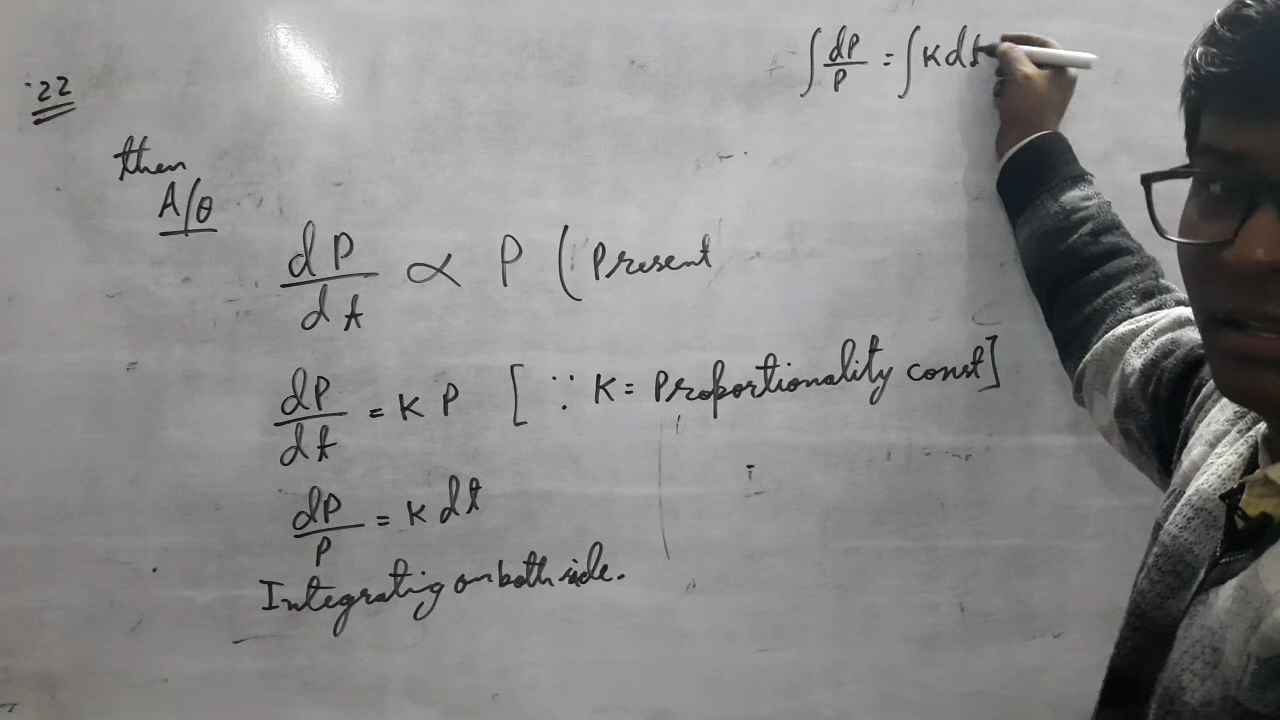 22
then
A/θ
dP/dt ∝ P (Present
dP/dt = K P [∵ K = Proportionality const]
dP/P = K dt
Integrating on both side.
∫ dP/P = ∫ K dt